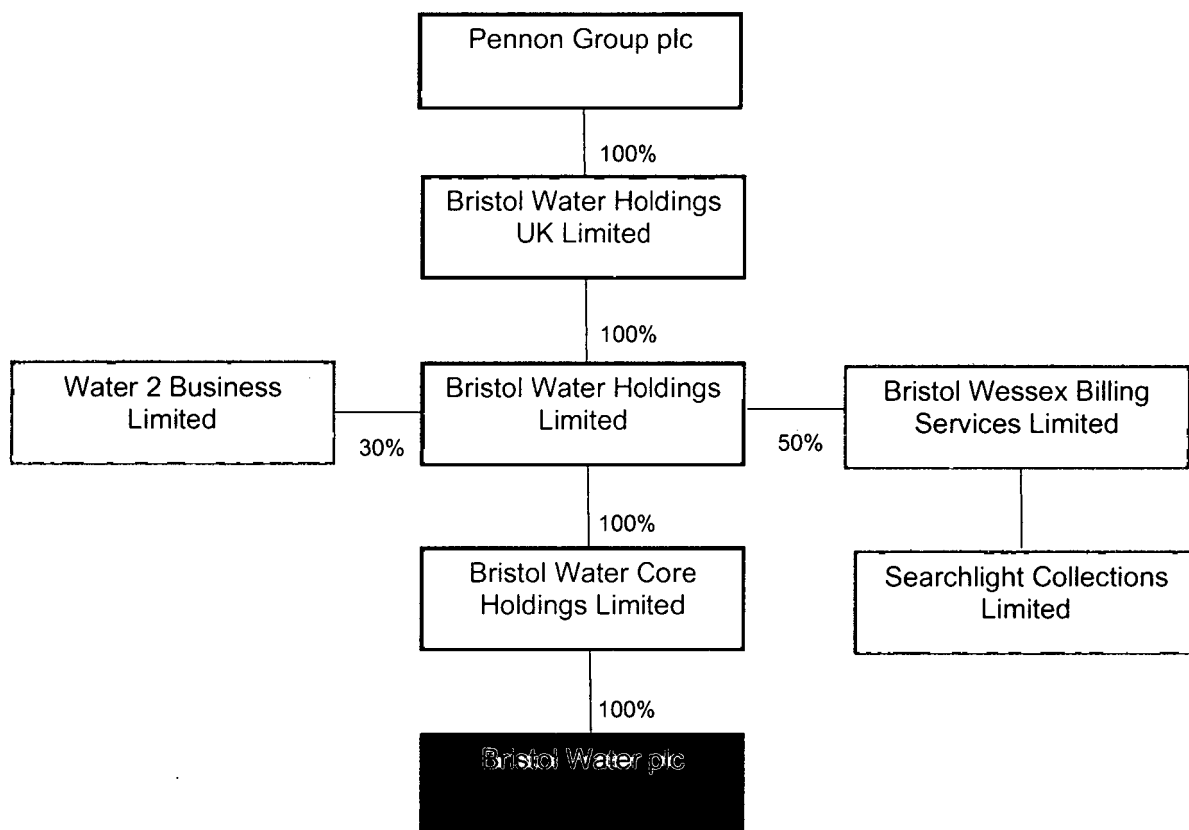 Pennon Group plc
100%
Bristol Water Holdings
UK Limited
100%
Water 2 Business
Limited
30%
Bristol Water Holdings
Limited
50%
Bristol Wessex Billing
Services Limited
100%
Bristol Water Core
Holdings Limited
Searchlight Collections
Limited
100%
Bristol Water plc